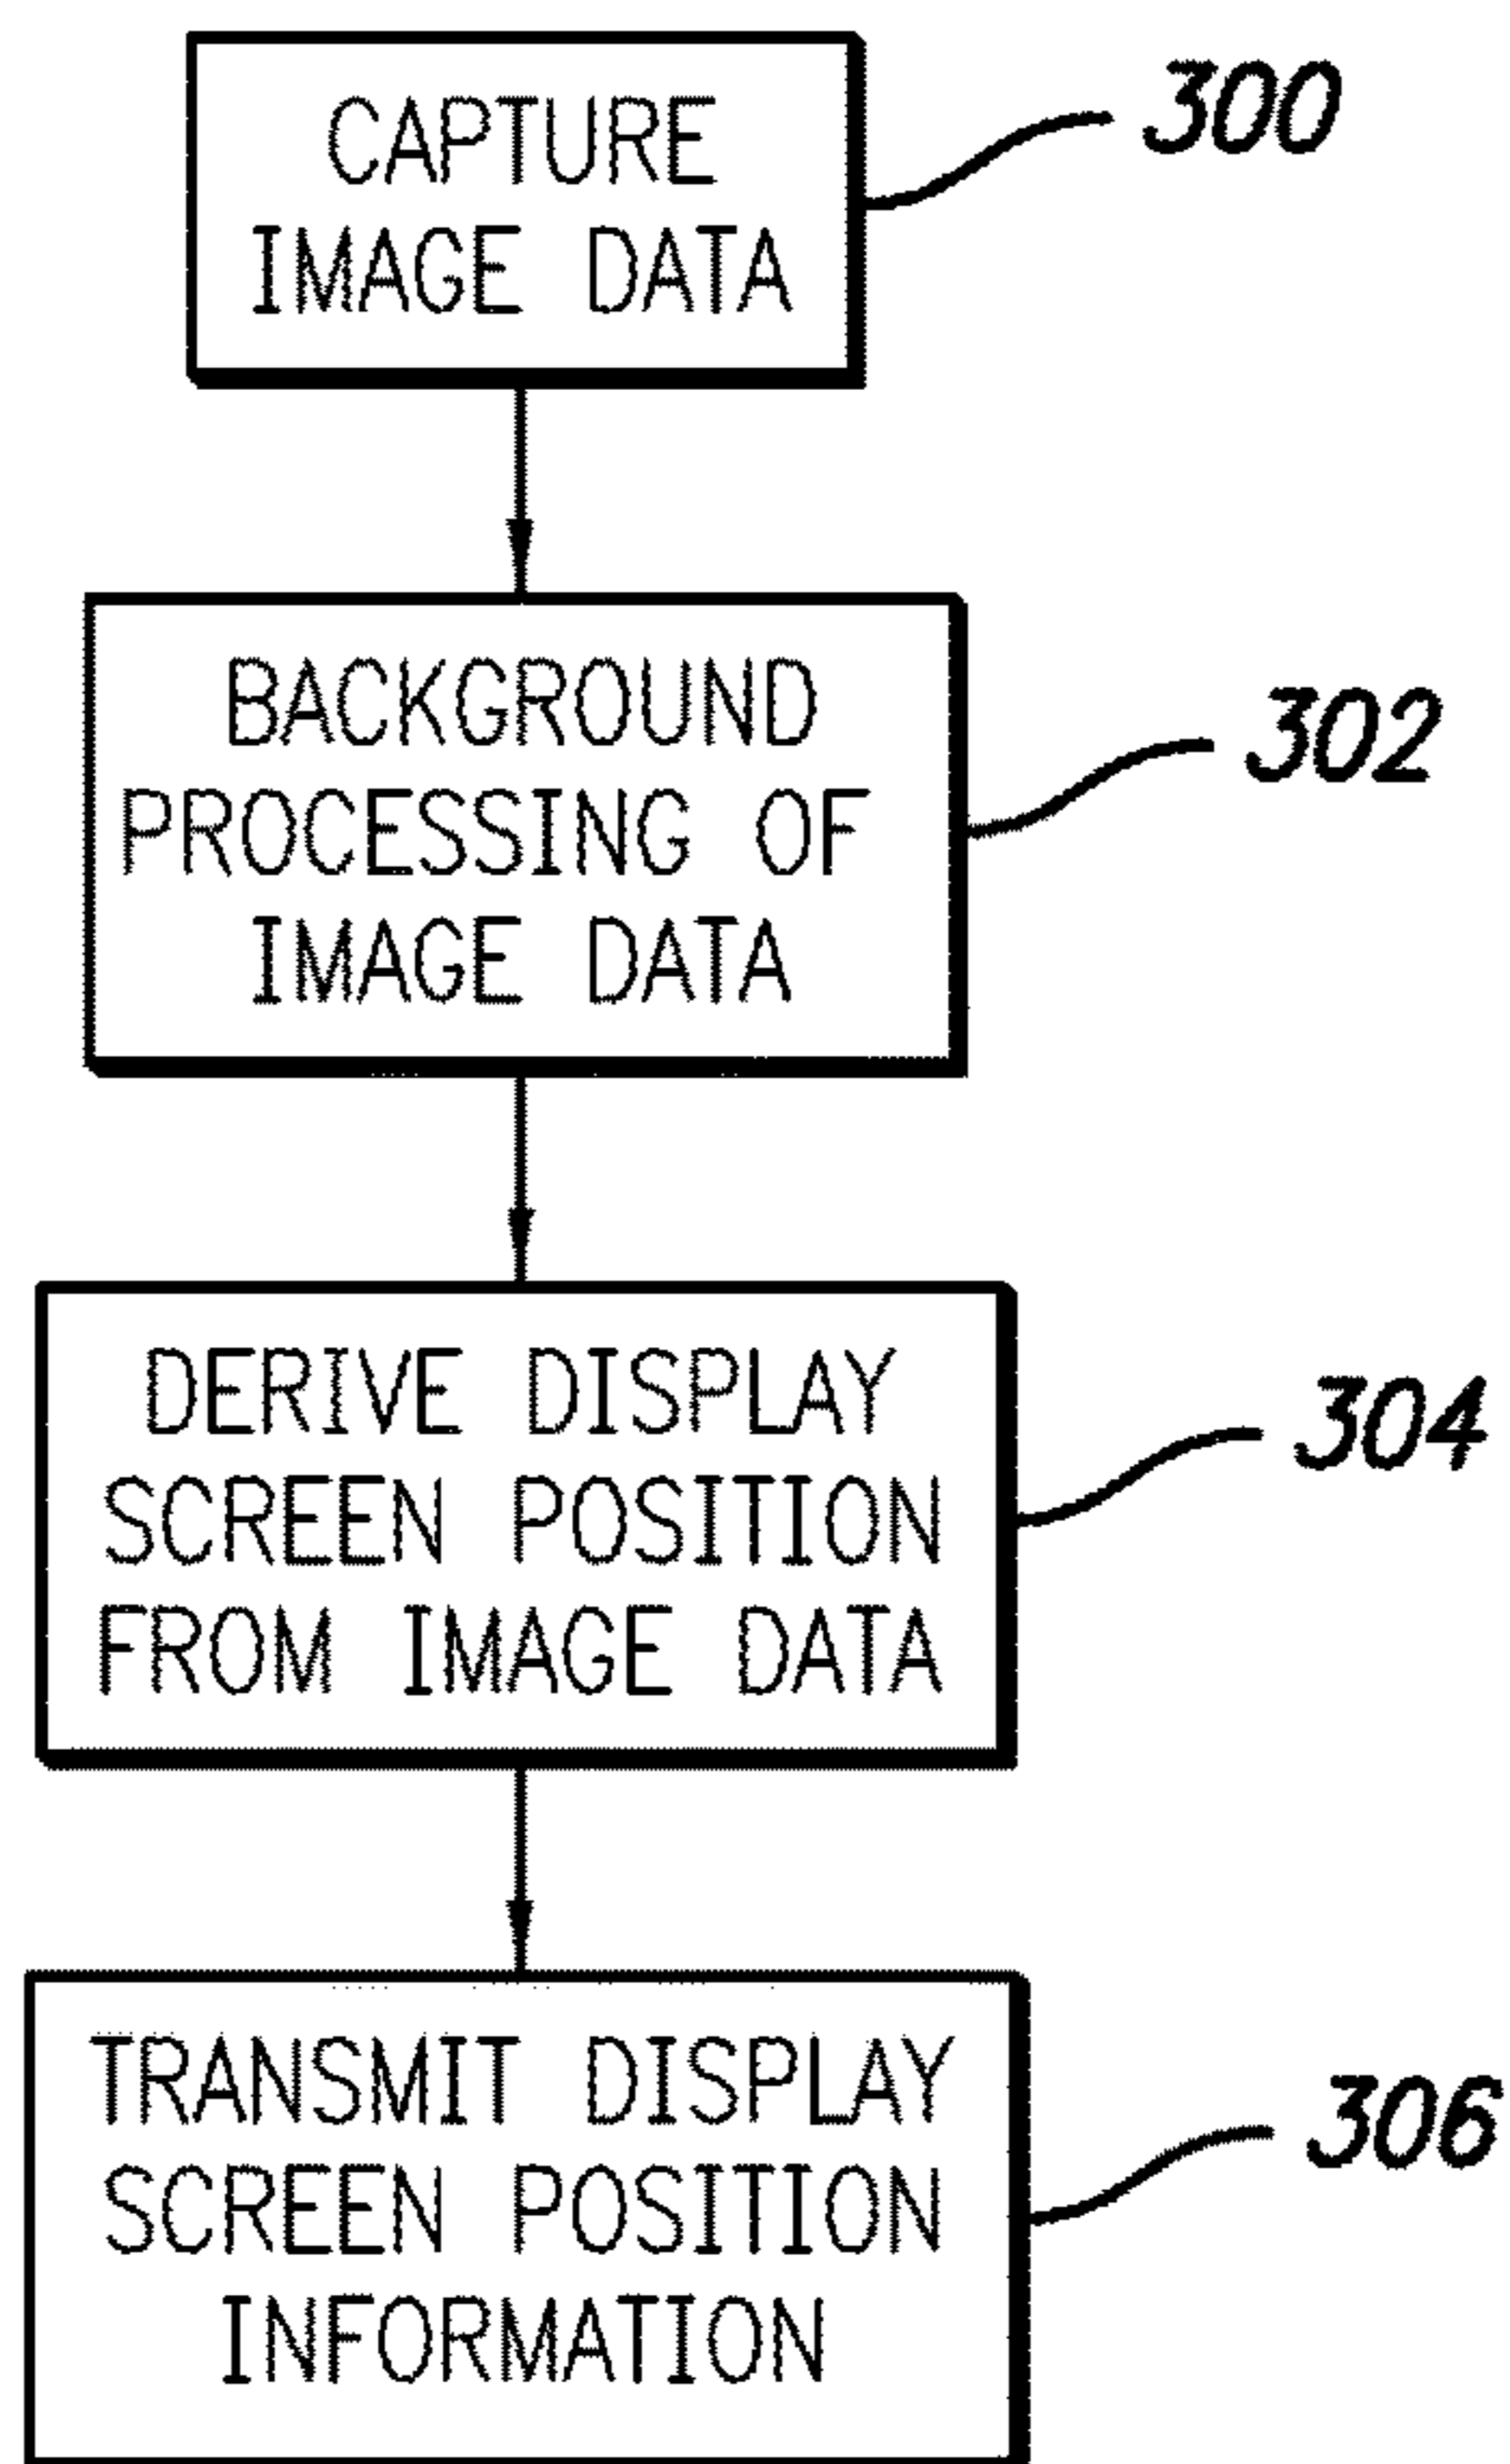 CAPTURE
IMAGE DATA
300
BACKGROUND
PROCESSING OF
IMAGE DATA
302
DERIVE DISPLAY
SCREEN POSITION
FROM IMAGE DATA
304
TRANSMIT DISPLAY
SCREEN POSITION
INFORMATION
306